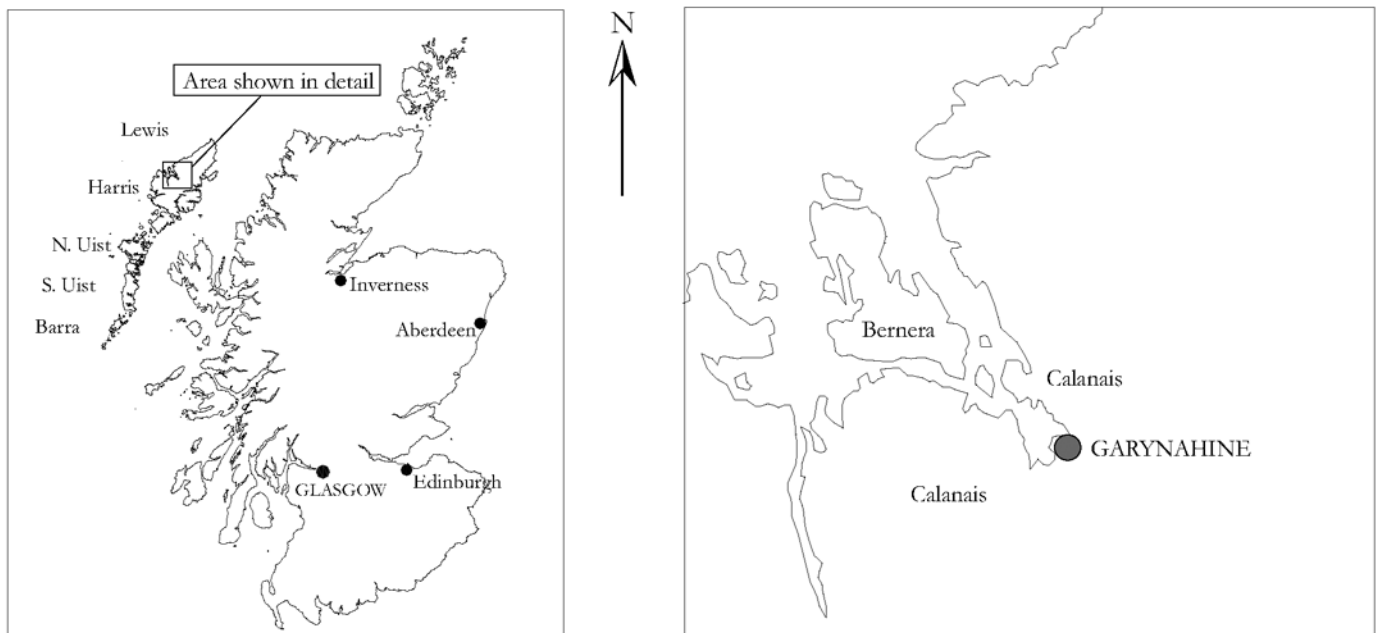 Area shown in detail
Lewis
Harris
N. Uist
S. Uist
Barra
Inverness
Aberdeen
GLASGOW
Edinburgh
N
Bernera
Calanais
GARYNAHINE
Calanais